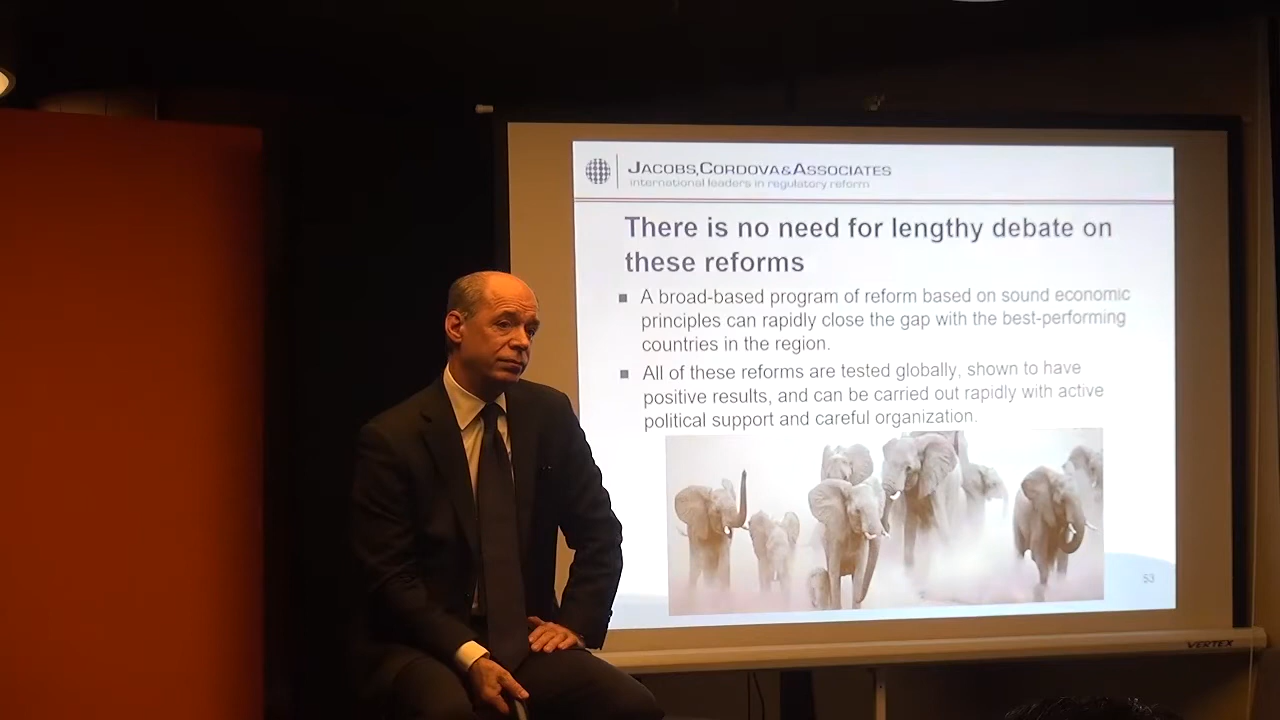 JACOBS, CORDOVA & ASSOCIATES
international leaders in regulatory reform
There is no need for lengthy debate on
these reforms
A broad-based program of reform based on sound economic
principles can rapidly close the gap with the best-performing
countries in the region.
All of these reforms are tested globally, shown to have
positive results, and can be carried out rapidly with active
political support and careful organization.
53
VERTEX